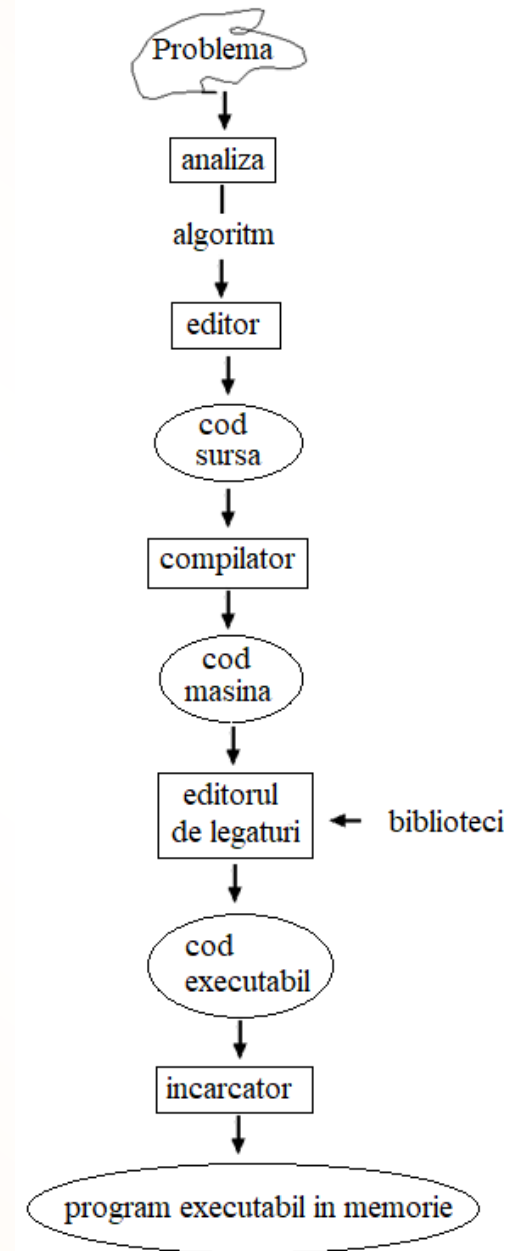 Problema
analiza
algoritm
editor
cod
sursa
compilator
cod
masina
editorul
de legaturi
biblioteci
cod
executabil
incarcator
program executabil in memorie